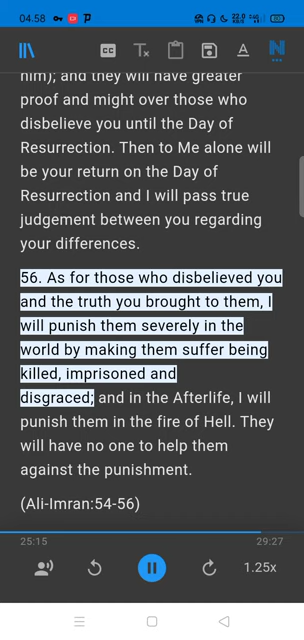 04.58
22.0
KB/S
him); and they will have greater
proof and might over those who
disbelieve you until the Day of
Resurrection. Then to Me alone will
be your return on the Day of
Resurrection and I will pass true
judgement between you regarding
your differences.
56. As for those who disbelieved you
and the truth you brought to them, I
will punish them severely in the
world by making them suffer being
killed, imprisoned and
disgraced; and in the Afterlife, I will
punish them in the fire of Hell. They
will have no one to help them
against the punishment.
(Ali-Imran:54-56)
25:15 29:27
1.25x